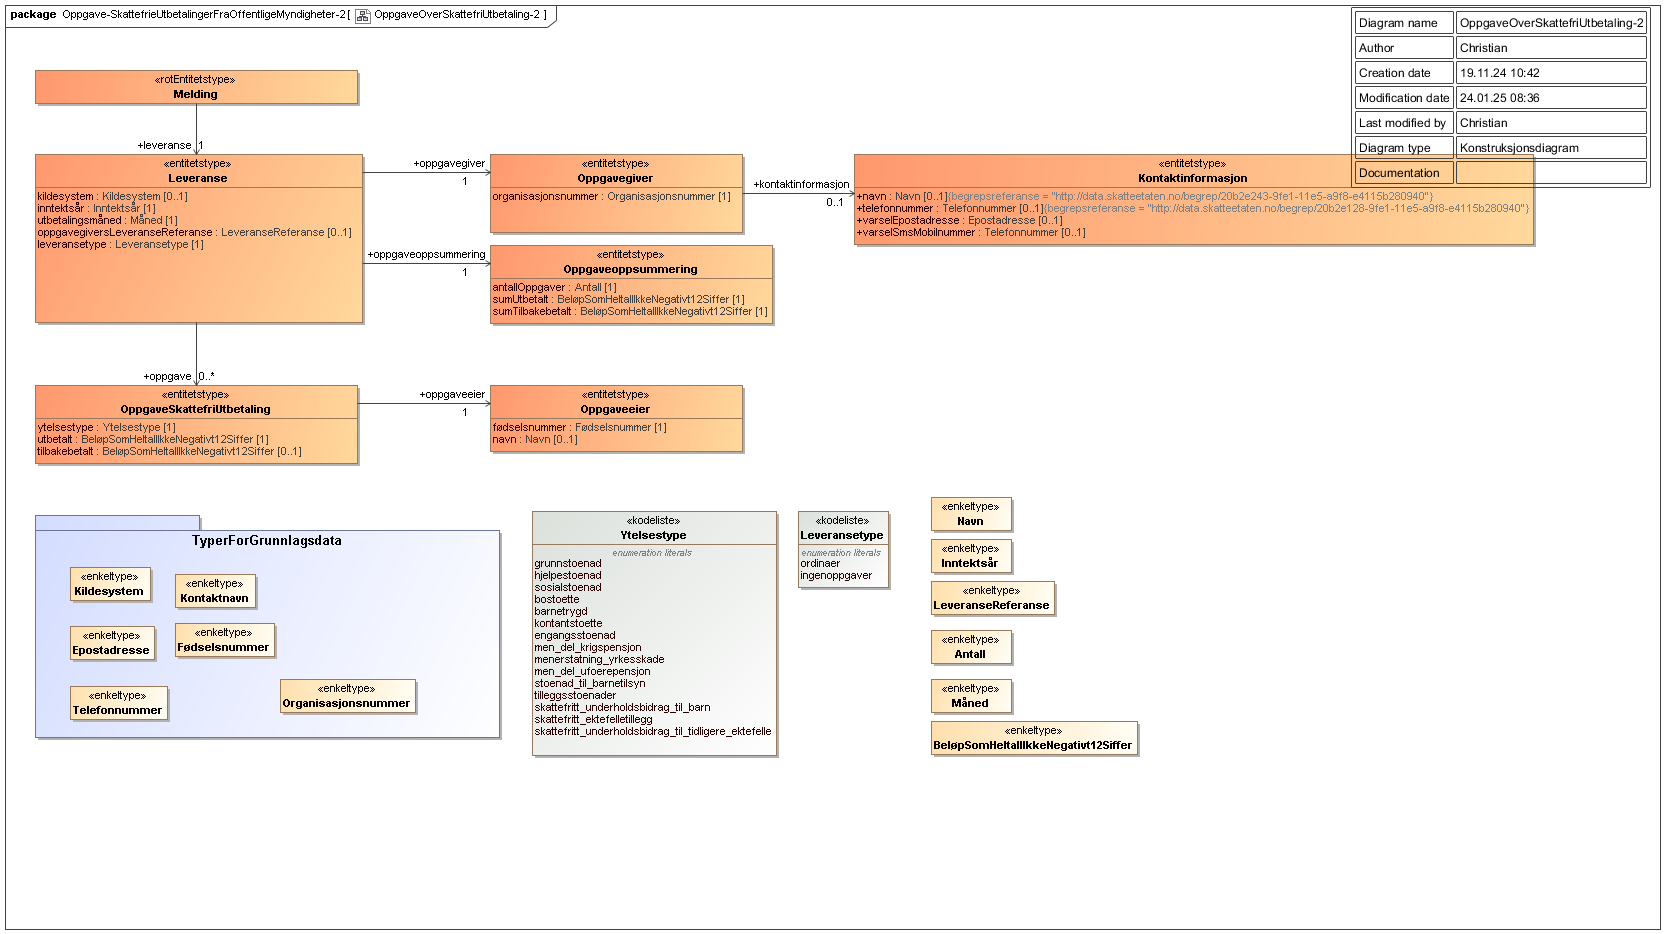 package Oppgave-SkattefrieUtbetalingerFraOffentligeMyndigheter-2[ OppgaveOverSkattefriUtbetaling-2 ]
Diagram name OppgaveOverSkattefriUtbetaling-2
Author Christian
Creation date 19.11.24 10:42
Modification date 24.01.25 08:36
Last modified by Christian
Diagram type Konstruksjonsdiagram
Documentation
«rotEntitetstype»
Melding
+leveranse 1
«entitetstype»
Leveranse
kildesystem : Kildesystem [0..1]
inntektsår : Inntektsår [1]
utbetalingsmåned : Måned [1]
oppgavegiversLeveranseReferanse : LeveranseReferanse [0..1]
leveransetype : Leveransetype [1]
+oppgavegiver
1
«entitetstype»
Oppgavegiver
organisasjonsnummer : Organisasjonsnummer [1]
+kontaktinformasjon
0..1
«entitetstype»
Kontaktinformasjon
+navn : Navn [0..1]{begrepsreferanse = "http://data.skatteetaten.no/begrep/20b2e243-9fe1-11e5-a9f8-e4115b280940"}
+telefonnummer : Telefonnummer [0..1]{begrepsreferanse = "http://data.skatteetaten.no/begrep/20b2e128-9fe1-11e5-a9f8-e4115b280940"}
+varselEpostadresse : Epostadresse [0..1]
+varselSmsMobilnummer : Telefonnummer [0..1]
+oppgaveoppsummering
1
«entitetstype»
Oppgaveoppsummering
antallOppgaver : Antall [1]
sumUtbetalt : BeløpSomHeltallIkkeNegativt12Siffer [1]
sumTilbakebetalt : BeløpSomHeltallIkkeNegativt12Siffer [1]
+oppgave 0..*
«entitetstype»
OppgaveSkattefriUtbetaling
ytelsestype : Ytelsestype [1]
utbetalt : BeløpSomHeltallIkkeNegativt12Siffer [1]
tilbakebetalt : BeløpSomHeltallIkkeNegativt12Siffer [0..1]
+oppgaveeier
1
«entitetstype»
Oppgaveeier
fødselsnummer : Fødselsnummer [1]
navn : Navn [0..1]
TyperForGrunnlagsdata
«enkeltype»
Kildesystem
«enkeltype»
Kontaktnavn
«enkeltype»
Epostadresse
«enkeltype»
Fødselsnummer
«enkeltype»
Telefonnummer
«enkeltype»
Organisasjonsnummer
«kodeliste»
Ytelsestype
enumeration literals
grunnstoenad
hjelpestoenad
sosialstoenad
bostoette
barnetrygd
kontantstoette
engangsstoenad
men_del_krigspensjon
menerstatning_yrkesskade
men_del_ufoerepensjon
stoenad_til_barnetilsyn
tilleggsstoenader
skattefritt_underholdsbidrag_til_barn
skattefritt_ektefelletillegg
skattefritt_underholdsbidrag_til_tidligere_ektefelle
«kodeliste»
Leveransetype
enumeration literals
ordinaer
ingenoppgaver
«enkeltype»
Navn
«enkeltype»
Inntektsår
«enkeltype»
LeveranseReferanse
«enkeltype»
Antall
«enkeltype»
Måned
«enkeltype»
BeløpSomHeltallIkkeNegativt12Siffer